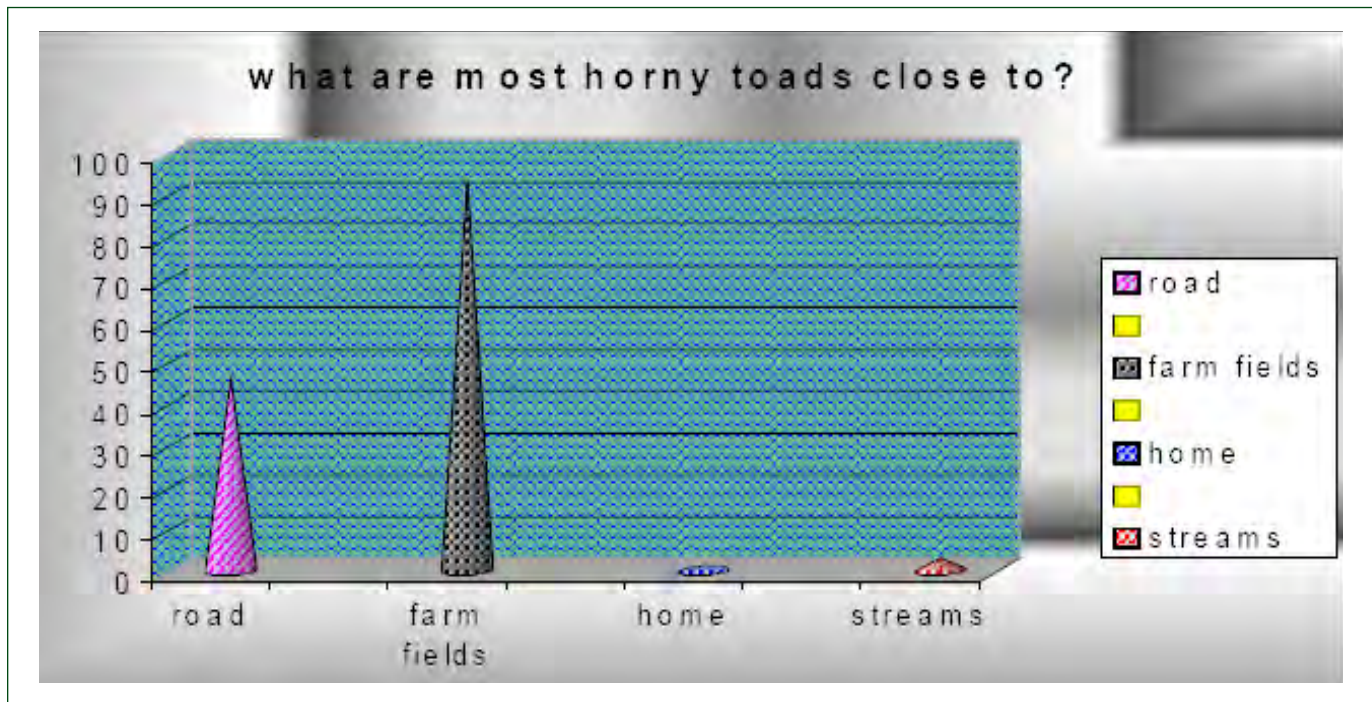 what are most horny toads close to?
100
90
80
70
60
50
40
30
20
10
0
road
farm
fields
home
streams
road
farm fields
home
streams